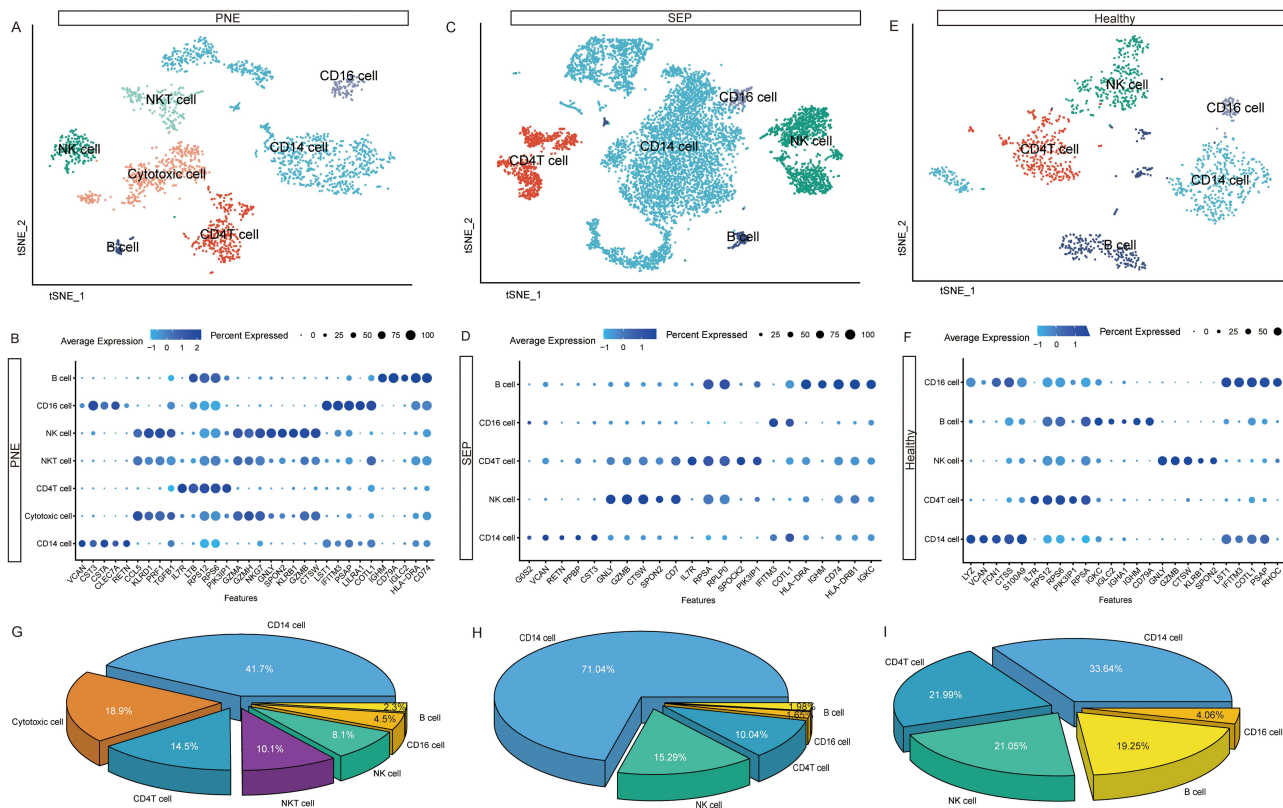 A
PNE
NKT cell
CD16 cell
NK cell
CD14 cell
Cytotoxic cell
CD4T cell
B cell
tSNE_2
tSNE_1
C
SEP
CD16 cell
CD14 cell
NK cell
CD4T cell
B cell
tSNE_2
tSNE_1
E
Healthy
NK cell
CD16 cell
CD4T cell
CD14 cell
B cell
tSNE_2
tSNE_1
B
Average Expression
−1 0 1 2
Percent Expressed
0 25 50 75 100
PNE
B cell
CD16 cell
NK cell
NKT cell
CD4T cell
Cytotoxic cell
CD14 cell
VCAN
CST3
CSTA
CLEC7A
RETN
CCL5
KLRD1
PRF1
TGFB1
IL7R
LTB
RPS12
RPS6
PIK3IP1
GZMA
GZMH
NKG7
GNLY
SPON2
KLRB1
GZMB
CTSW
LST1
IFITM3
PSAP
LILRA1
COTL1
IGHM
CD79A
IGLC2
HLA−DRA
CD74
Features
D
Average Expression
−1 0 1
Percent Expressed
25 50 75 100
SEP
B cell
CD16 cell
CD4T cell
NK cell
CD14 cell
G0S2
VCAN
RETN
PPBP
CST3
GNLY
GZMB
CTSW
SPON2
CD7
IL7R
RPSA
RPLP0
SPOCK2
PIK3IP1
IFITM3
COTL1
HLA−DRA
IGHM
CD74
HLA−DRB1
IGKC
Features
F
Average Expression
−1 0 1
Percent Expressed
0 25 50
Healthy
CD16 cell
B cell
NK cell
CD4T cell
CD14 cell
LYZ
VCAN
FCN1
CTSS
S100A9
IL7R
RPS12
RPS6
PIK3IP1
RPSA
IGKC
IGLC2
IGHA1
IGHM
CD79A
GNLY
GZMB
CTSW
KLRB1
SPON2
LST1
IFITM3
COTL1
PSAP
RHOC
Features
G
CD14 cell
41.7%
Cytotoxic cell
18.9%
CD4T cell
14.5%
NKT cell
10.1%
NK cell
8.1%
CD16 cell
4.5%
B cell
2.3%
H
CD14 cell
71.04%
NK cell
15.29%
CD4T cell
10.04%
CD16 cell
1.65%
B cell
1.98%
I
CD14 cell
33.64%
CD4T cell
21.99%
NK cell
21.05%
B cell
19.25%
CD16 cell
4.06%